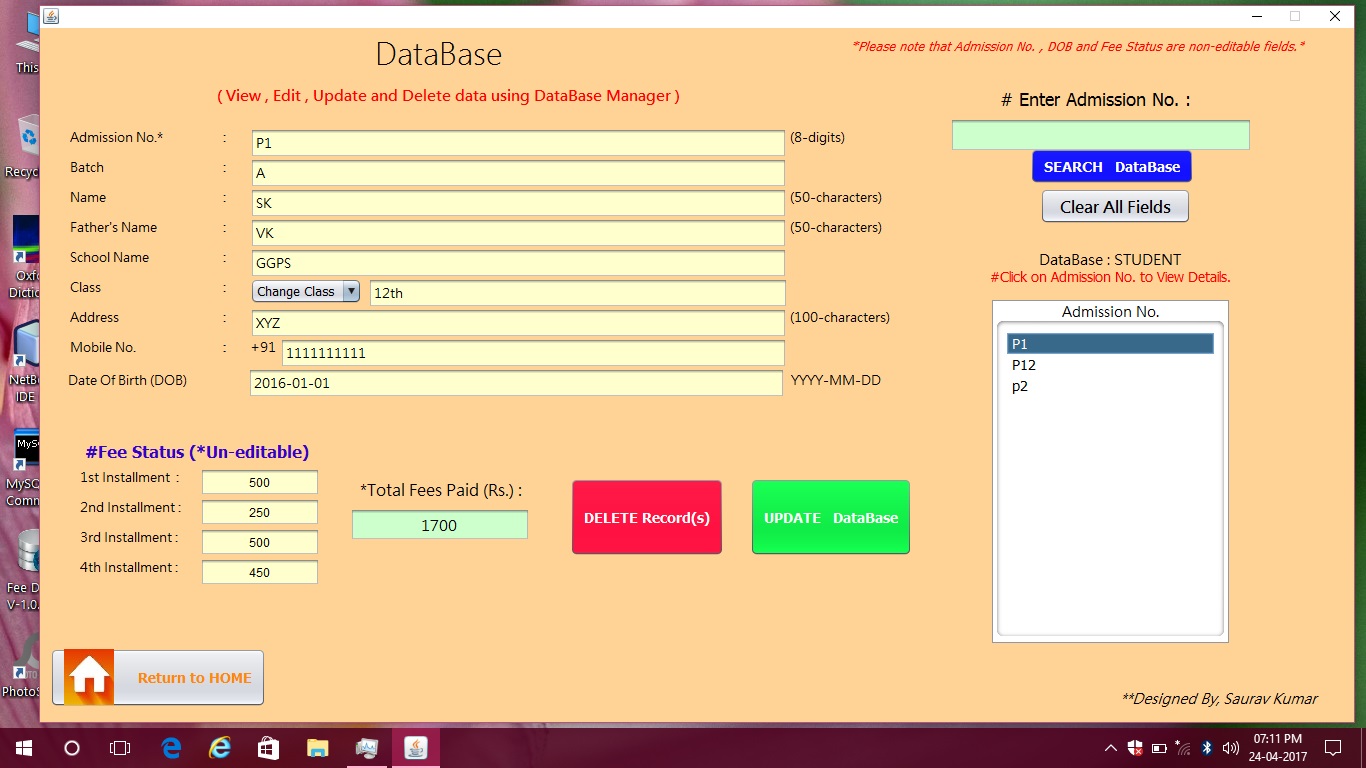 DataBase
*Please note that Admission No. , DOB and Fee Status are non-editable fields.*
( View , Edit , Update and Delete data using DataBase Manager )
# Enter Admission No. :
Admission No.* : P1 (8-digits)
Batch : A
Name : SK (50-characters)
Father's Name : VK (50-characters)
School Name : GGPS
Class : Change Class 12th
Address : XYZ (100-characters)
Mobile No. : +91 1111111111
Date Of Birth (DOB) 2016-01-01 YYYY-MM-DD
SEARCH DataBase
Clear All Fields
DataBase : STUDENT
#Click on Admission No. to View Details.
Admission No.
P1
P12
p2
#Fee Status (*Un-editable)
1st Installment : 500
2nd Installment : 250
3rd Installment : 500
4th Installment : 450
*Total Fees Paid (Rs.) :
1700
DELETE Record(s)
UPDATE DataBase
Return to HOME
**Designed By, Saurav Kumar
This
Recyc
Oxf
Dictio
NetB
IDE
MyS
MySQ
Comm
Fee D
V-1.0.
PhotoS
07:11 PM
24-04-2017